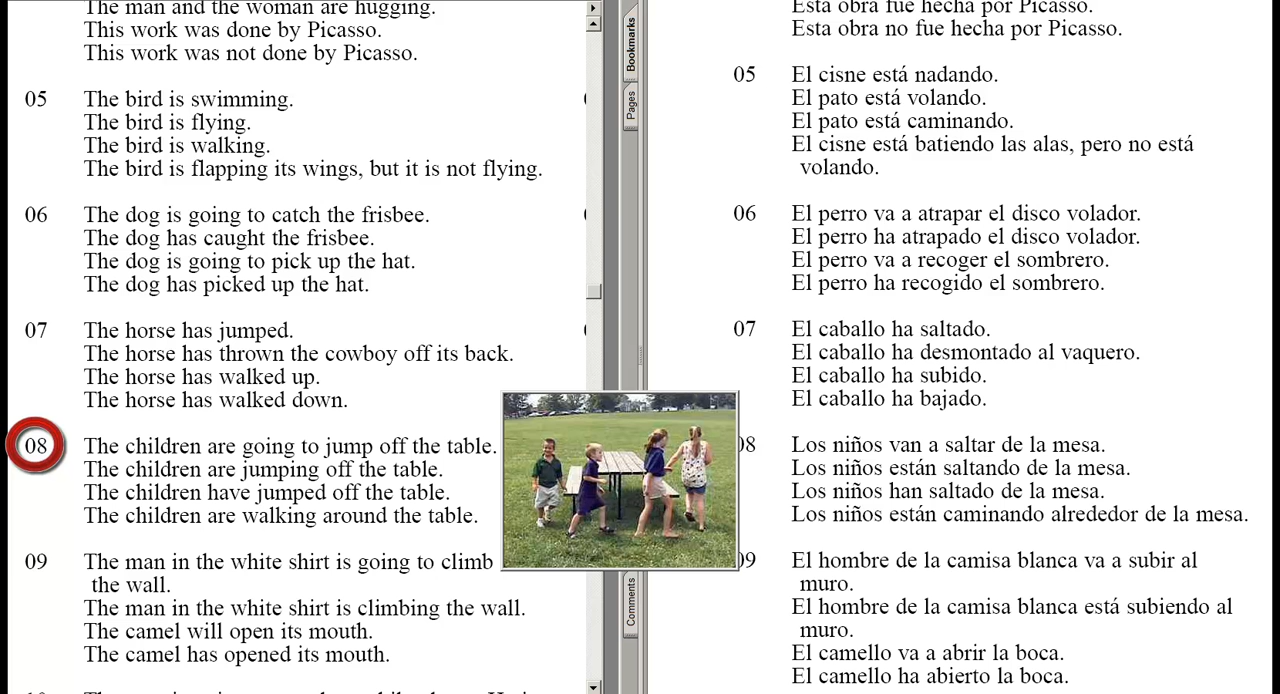 The man and the woman are hugging.
This work was done by Picasso.
This work was not done by Picasso.
05 The bird is swimming.
The bird is flying.
The bird is walking.
The bird is flapping its wings, but it is not flying.
06 The dog is going to catch the frisbee.
The dog has caught the frisbee.
The dog is going to pick up the hat.
The dog has picked up the hat.
07 The horse has jumped.
The horse has thrown the cowboy off its back.
The horse has walked up.
The horse has walked down.
08 The children are going to jump off the table.
The children are jumping off the table.
The children have jumped off the table.
The children are walking around the table.
09 The man in the white shirt is going to climb
the wall.
The man in the white shirt is climbing the wall.
The camel will open its mouth.
The camel has opened its mouth.
Bookmarks
Pages
Comments
Esta obra fue hecha por Picasso.
Esta obra no fue hecha por Picasso.
05 El cisne está nadando.
El pato está volando.
El pato está caminando.
El cisne está batiendo las alas, pero no está
volando.
06 El perro va a atrapar el disco volador.
El perro ha atrapado el disco volador.
El perro va a recoger el sombrero.
El perro ha recogido el sombrero.
07 El caballo ha saltado.
El caballo ha desmontado al vaquero.
El caballo ha subido.
El caballo ha bajado.
08 Los niños van a saltar de la mesa.
Los niños están saltando de la mesa.
Los niños han saltado de la mesa.
Los niños están caminando alrededor de la mesa.
09 El hombre de la camisa blanca va a subir al
muro.
El hombre de la camisa blanca está subiendo al
muro.
El camello va a abrir la boca.
El camello ha abierto la boca.